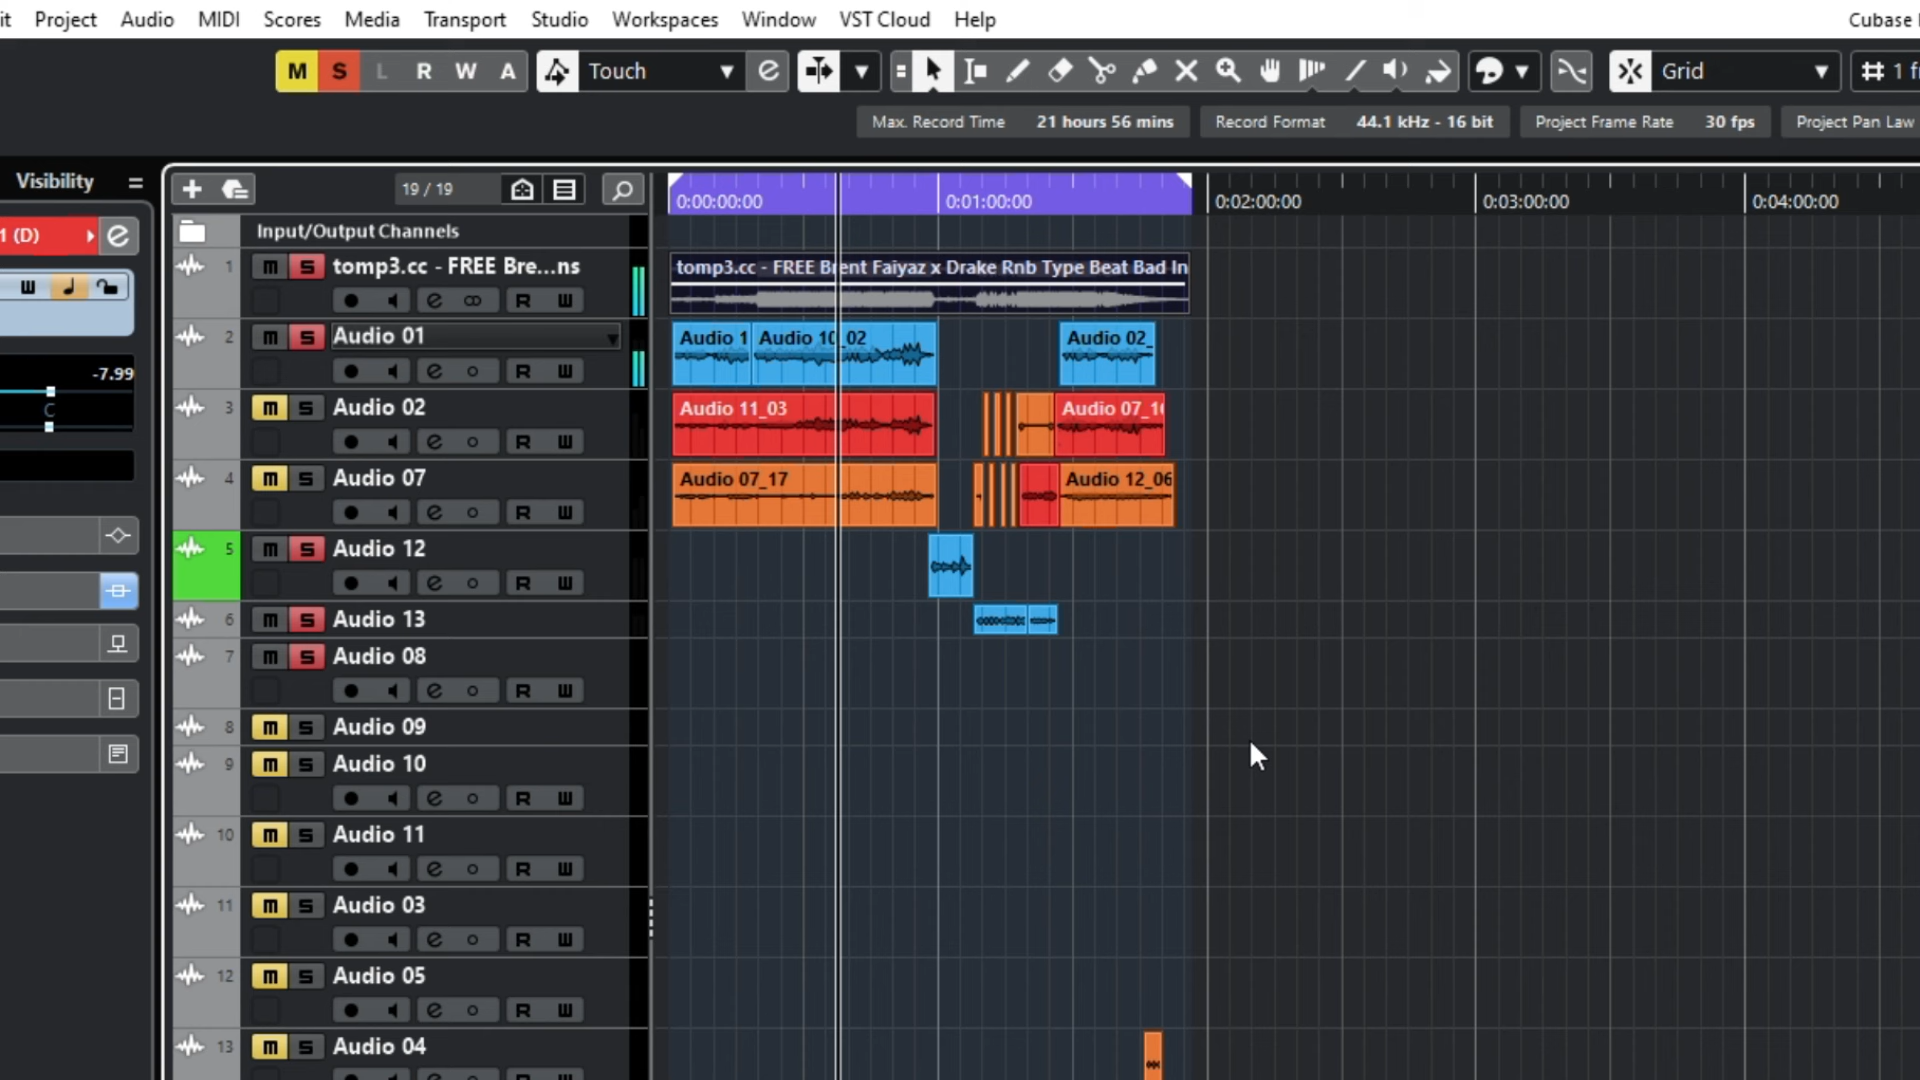 it Project Audio MIDI Scores Media Transport Studio Workspaces Window VST Cloud Help Cubase
M S L R W A Touch Grid 1 fr
Max. Record Time 21 hours 56 mins Record Format 44.1 kHz - 16 bit Project Frame Rate 30 fps Project Pan Law
Visibility 19 / 19 0:00:00:00 0:01:00:00 0:02:00:00 0:03:00:00 0:04:00:00
1 (D) Input/Output Channels
1 m S tomp3.cc - FREE Bre...ns tomp3.cc - FREE Brent Faiyaz x Drake Rnb Type Beat Bad In
R W
2 m S Audio 01 Audio 1 Audio 10_02 Audio 02_
R W
-7.99
C
3 m S Audio 02 Audio 11_03 Audio 07_1
R W
4 m S Audio 07 Audio 07_17 Audio 12_06
R W
5 m S Audio 12
R W
6 m S Audio 13
7 m S Audio 08
R W
8 m S Audio 09
9 m S Audio 10
R W
10 m S Audio 11
R W
11 m S Audio 03
R W
12 m S Audio 05
R W
13 m S Audio 04